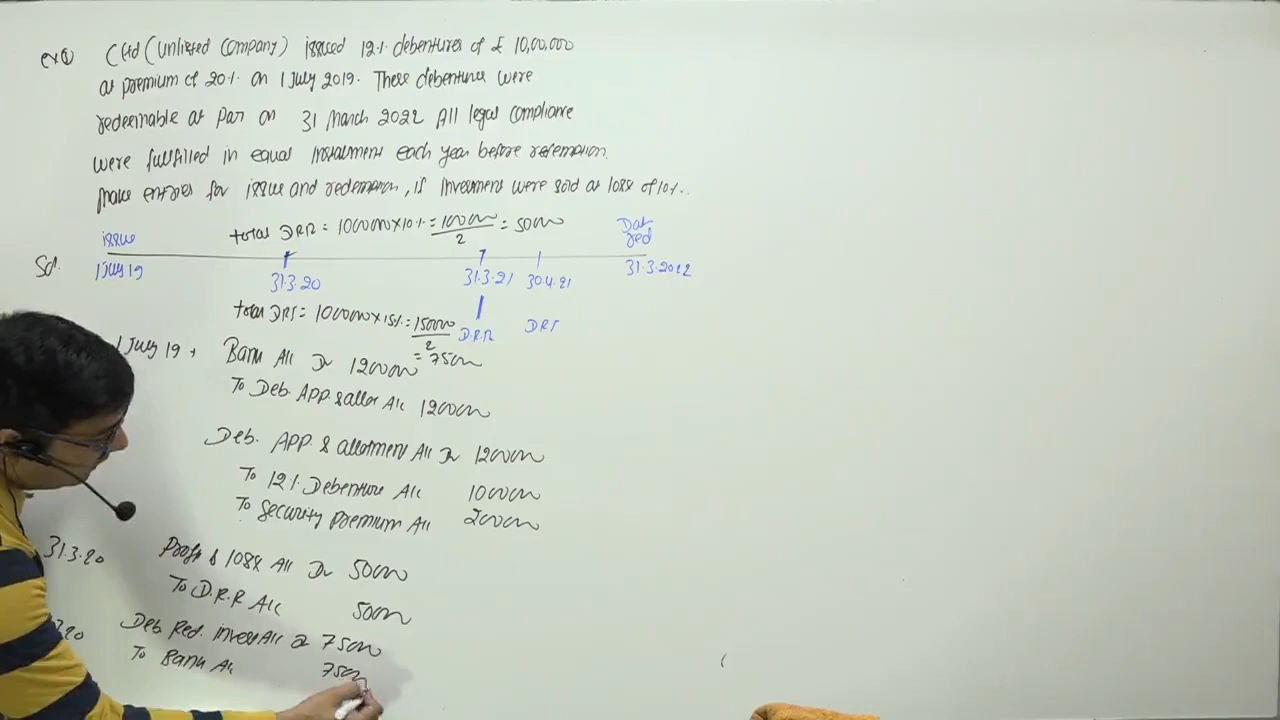 ex① C Ltd (Unlisted Company) issued 12% debentures of ₹ 10,00,000
at premium of 20% on 1 July 2019. These debentures were
redeemable at Par on 31 March 2022 All legal compliance
were fullfilled in equal instalment each year before redemption.
Make entries for issue and redemption, if investment were sold at loss of 10%.
total DRR = 1000000 × 10% = 100000/2 = 50000
issue Dat red
Sol. 1 July 19 31.3.20 31.3.21 30.4.21 31.3.2022
total DRI = 1000000 × 15% = 150000/2 = 75000
D.R.R DRI
1 July 19 Bank A/c Dr 1200000
To Deb. App & allot A/c 1200000
Deb. App. & allotment A/c Dr 1200000
To 12% Debenture A/c 1000000
To Security Premium A/c 200000
31.3.20 Profit & loss A/c Dr 50000
To D.R.R A/c 50000
20 Deb. Red. invest A/c Dr 75000
To Bank A/c 75000